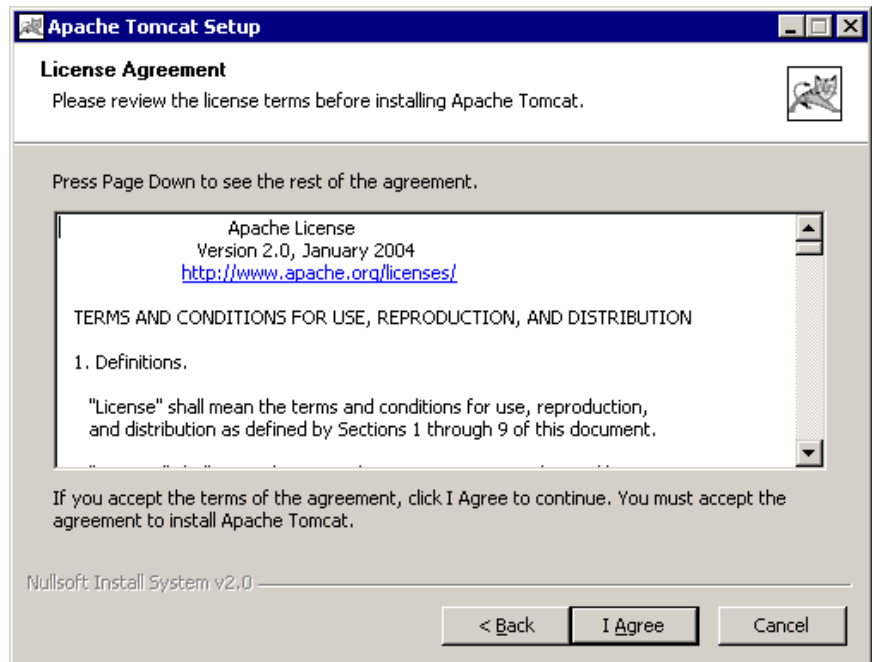 Apache Tomcat Setup
License Agreement
Please review the license terms before installing Apache Tomcat.
Press Page Down to see the rest of the agreement.
Apache License
Version 2.0, January 2004
http://www.apache.org/licenses/
TERMS AND CONDITIONS FOR USE, REPRODUCTION, AND DISTRIBUTION
1. Definitions.
"License" shall mean the terms and conditions for use, reproduction,
and distribution as defined by Sections 1 through 9 of this document.
If you accept the terms of the agreement, click I Agree to continue. You must accept the
agreement to install Apache Tomcat.
Nullsoft Install System v2.0
< Back
I Agree
Cancel